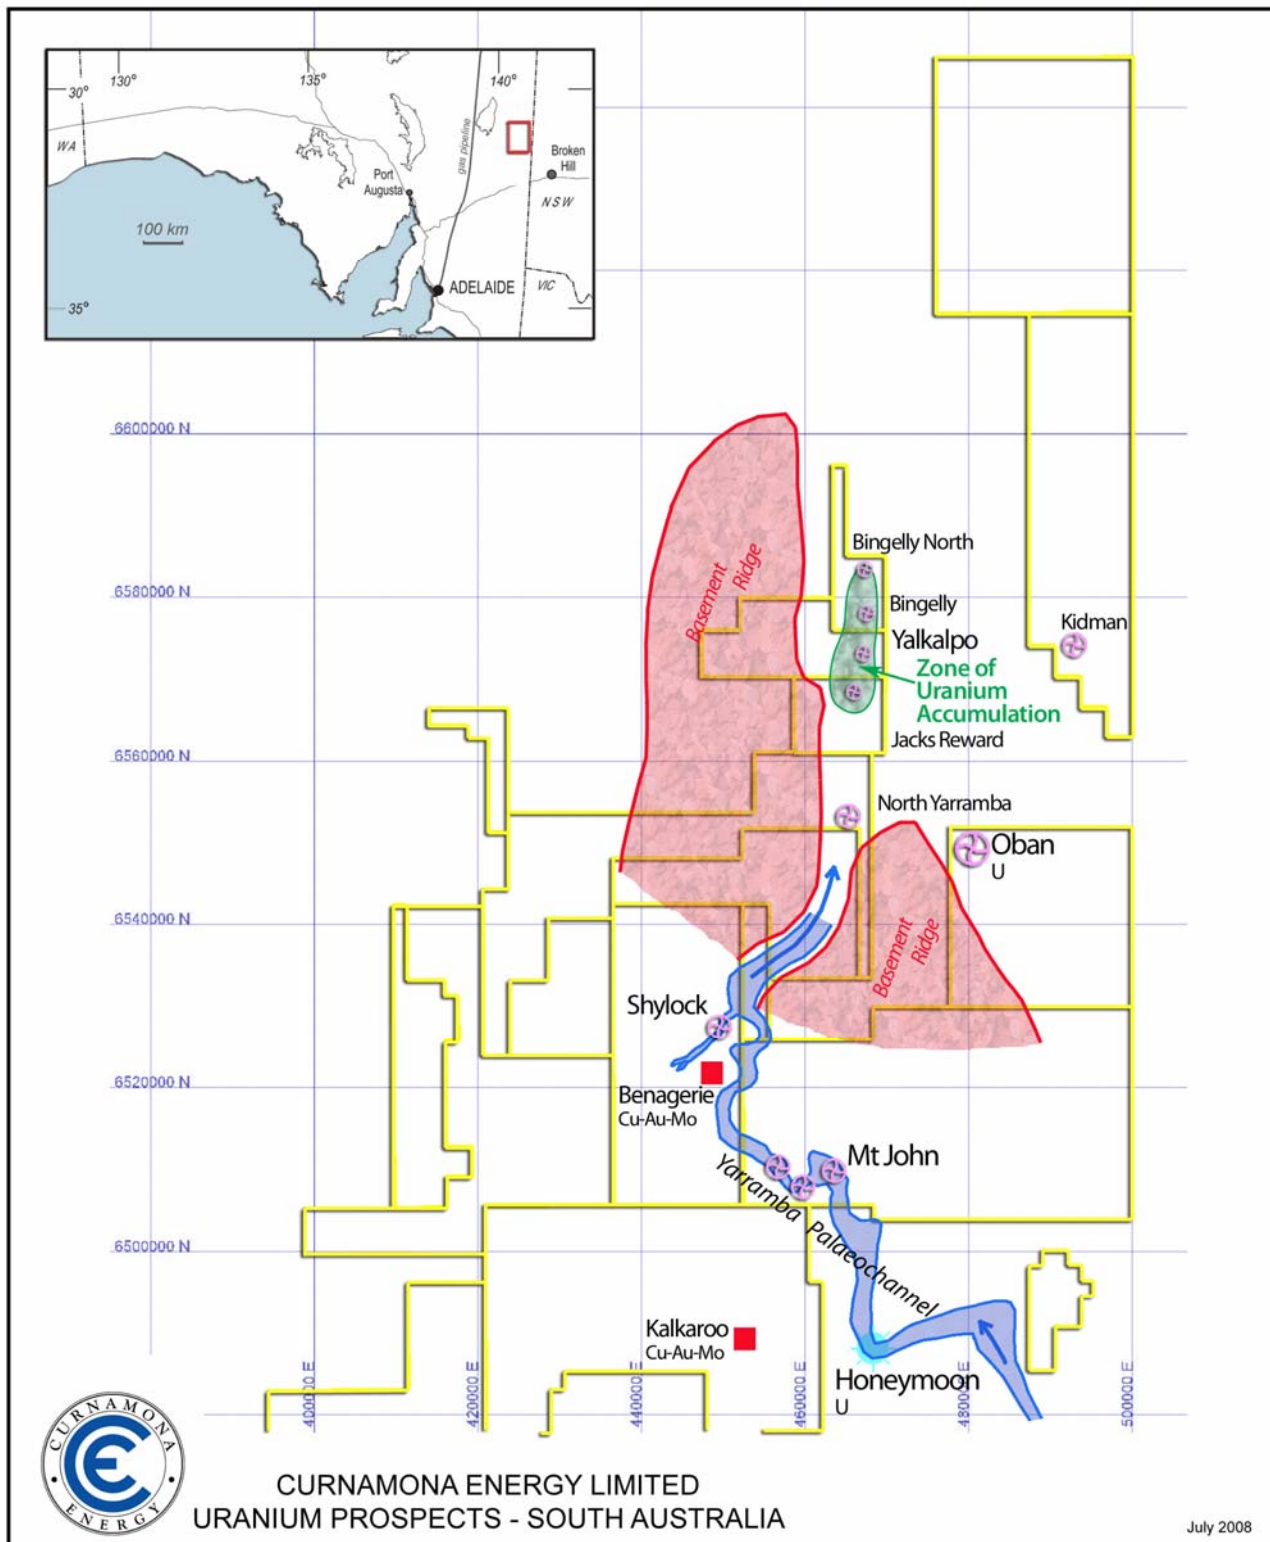 130°
135°
140°
30°
WA
gas pipeline
Broken
Hill
Port
Augusta
NSW
100 km
ADELAIDE
VIC
35°
6600000 N
Bingelly North
Basement
Ridge
6580000 N
Bingelly
Kidman
Yalkalpo
Zone of
Uranium
Accumulation
Jacks Reward
6560000 N
North Yarramba
Oban
U
6540000 N
Basement
Ridge
Shylock
6520000 N
Benagerie
Cu-Au-Mo
Mt John
Yarramba Palaeochannel
6500000 N
Kalkaroo
Cu-Au-Mo
Honeymoon
U
400000 E
420000 E
440000 E
460000 E
480000 E
500000 E
CURNAMONA
ENERGY
CURNAMONA ENERGY LIMITED
URANIUM PROSPECTS - SOUTH AUSTRALIA
July 2008